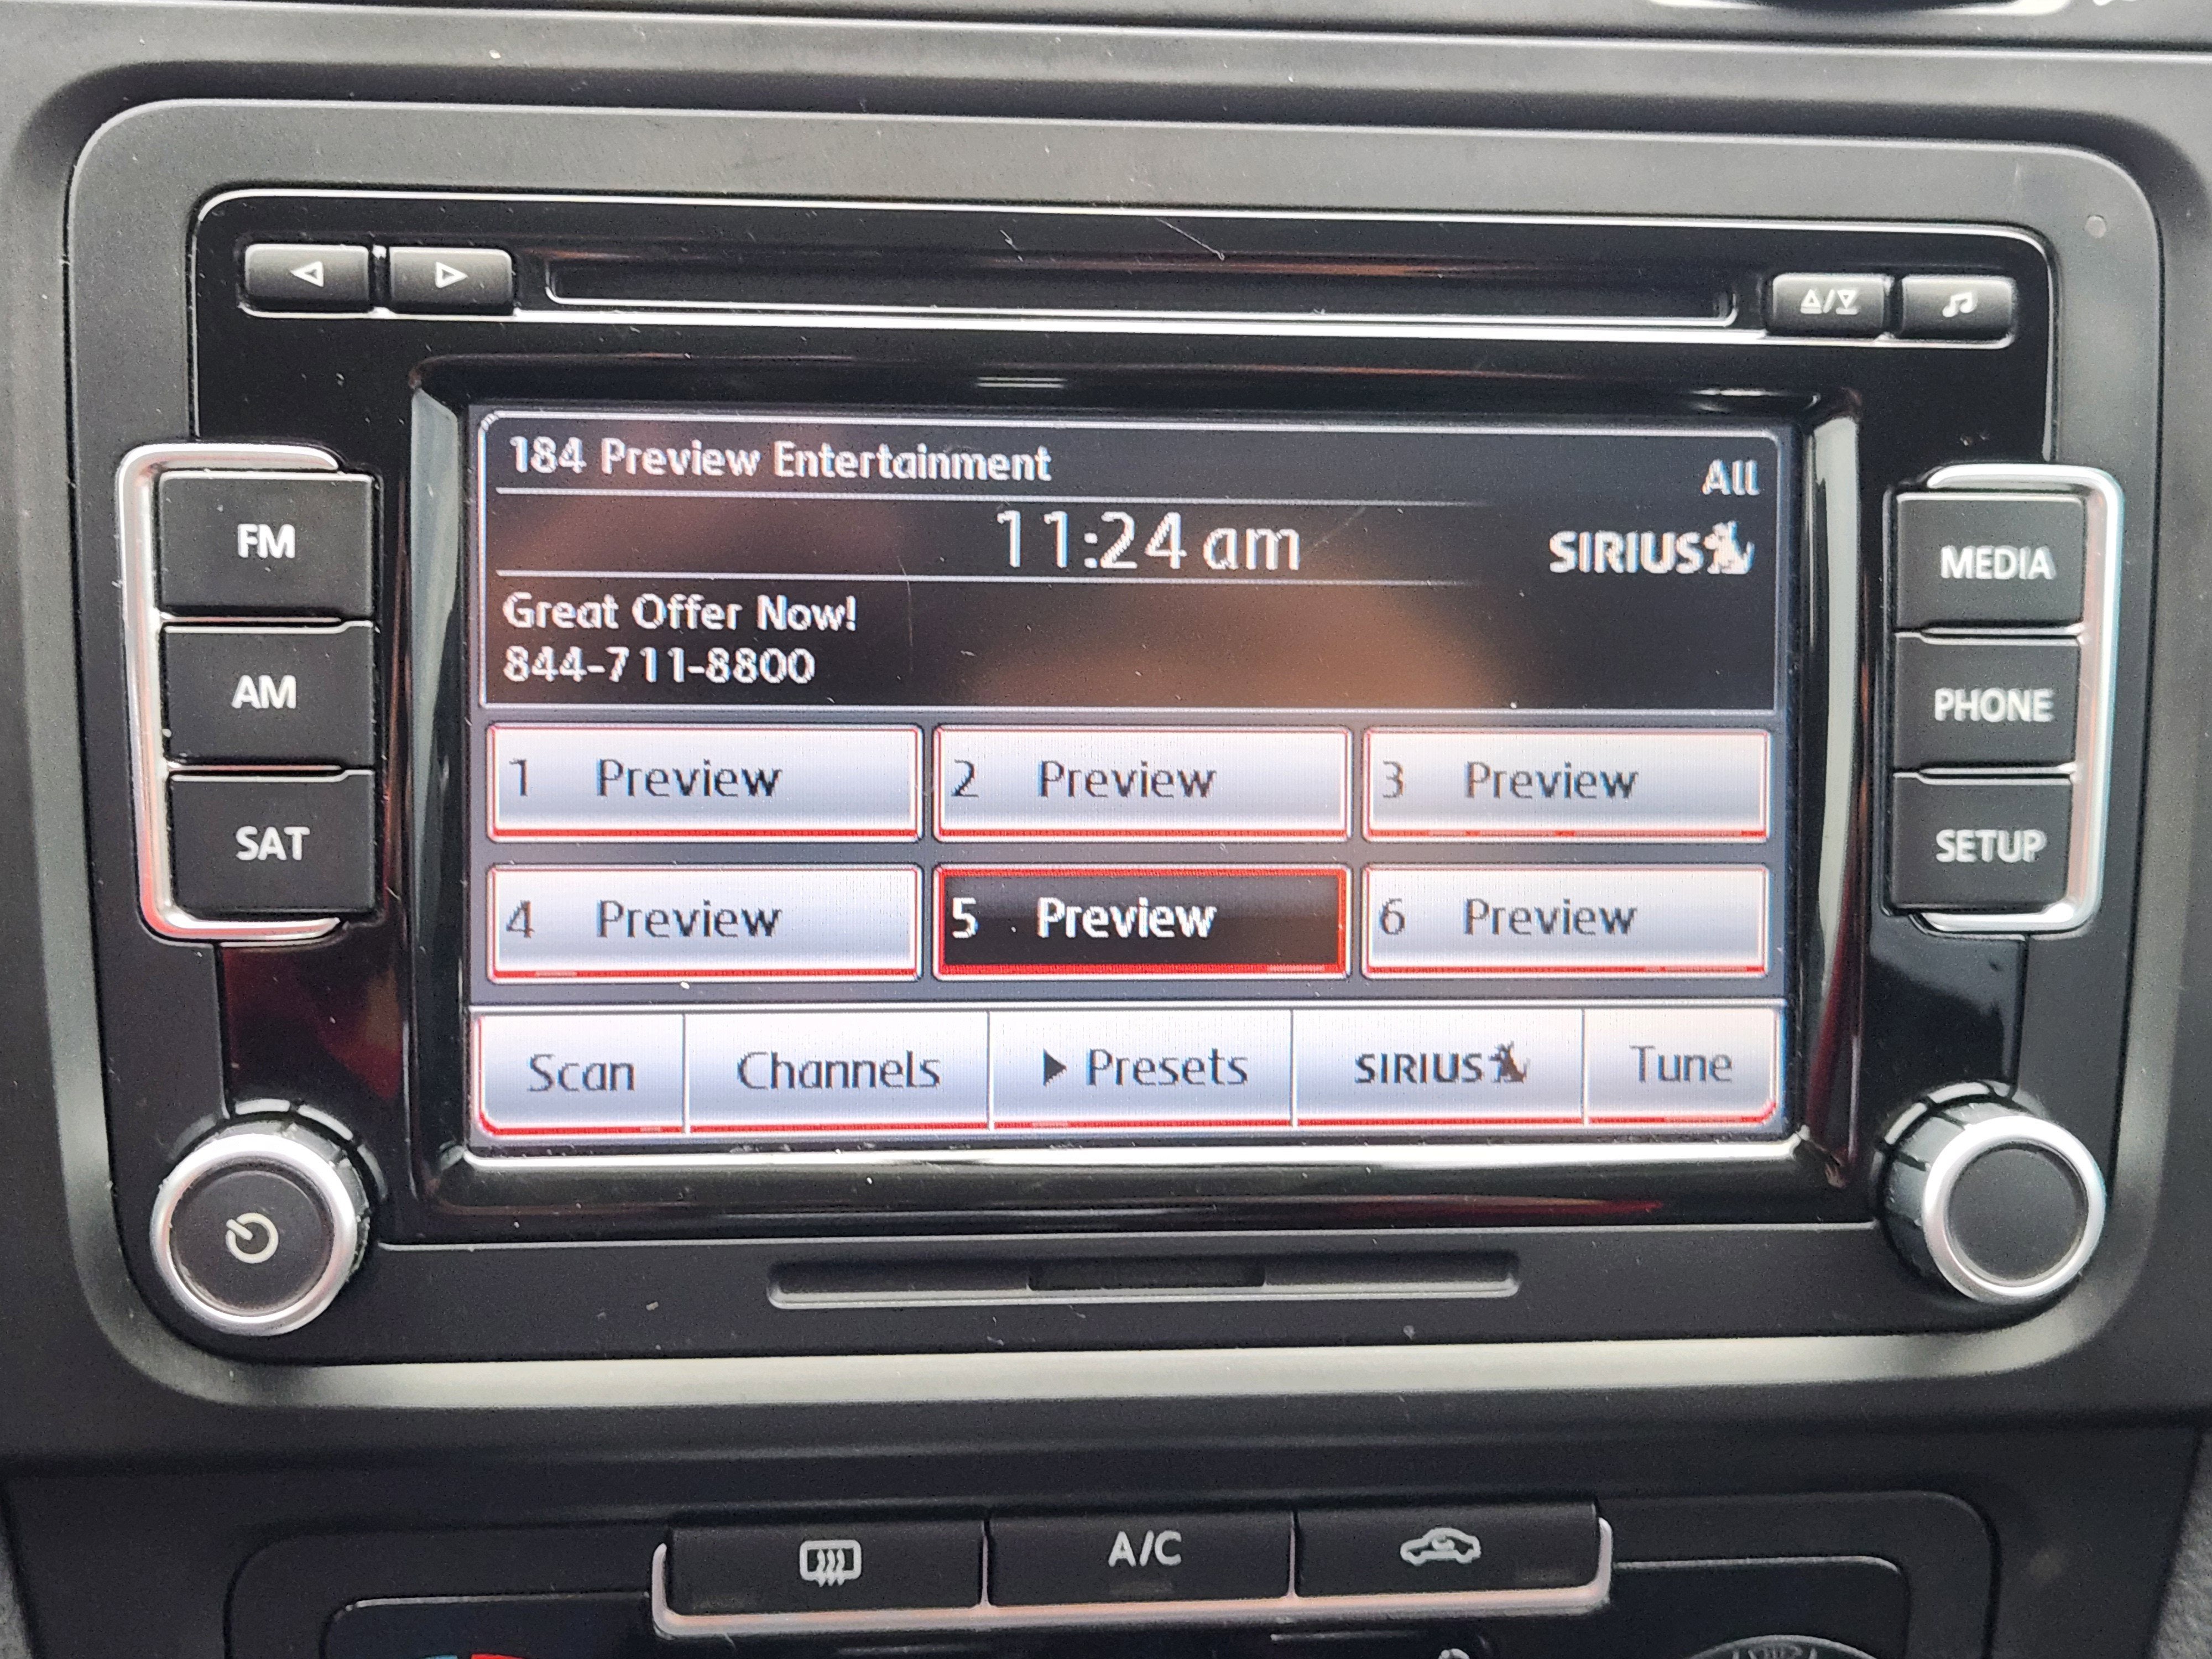 184 Preview Entertainment
All
11:24 am
SIRIUS
Great Offer Now!
844-711-8800
FM
AM
SAT
MEDIA
PHONE
SETUP
1 Preview
2 Preview
3 Preview
4 Preview
5 Preview
6 Preview
Scan
Channels
Presets
SIRIUS
Tune
A/C